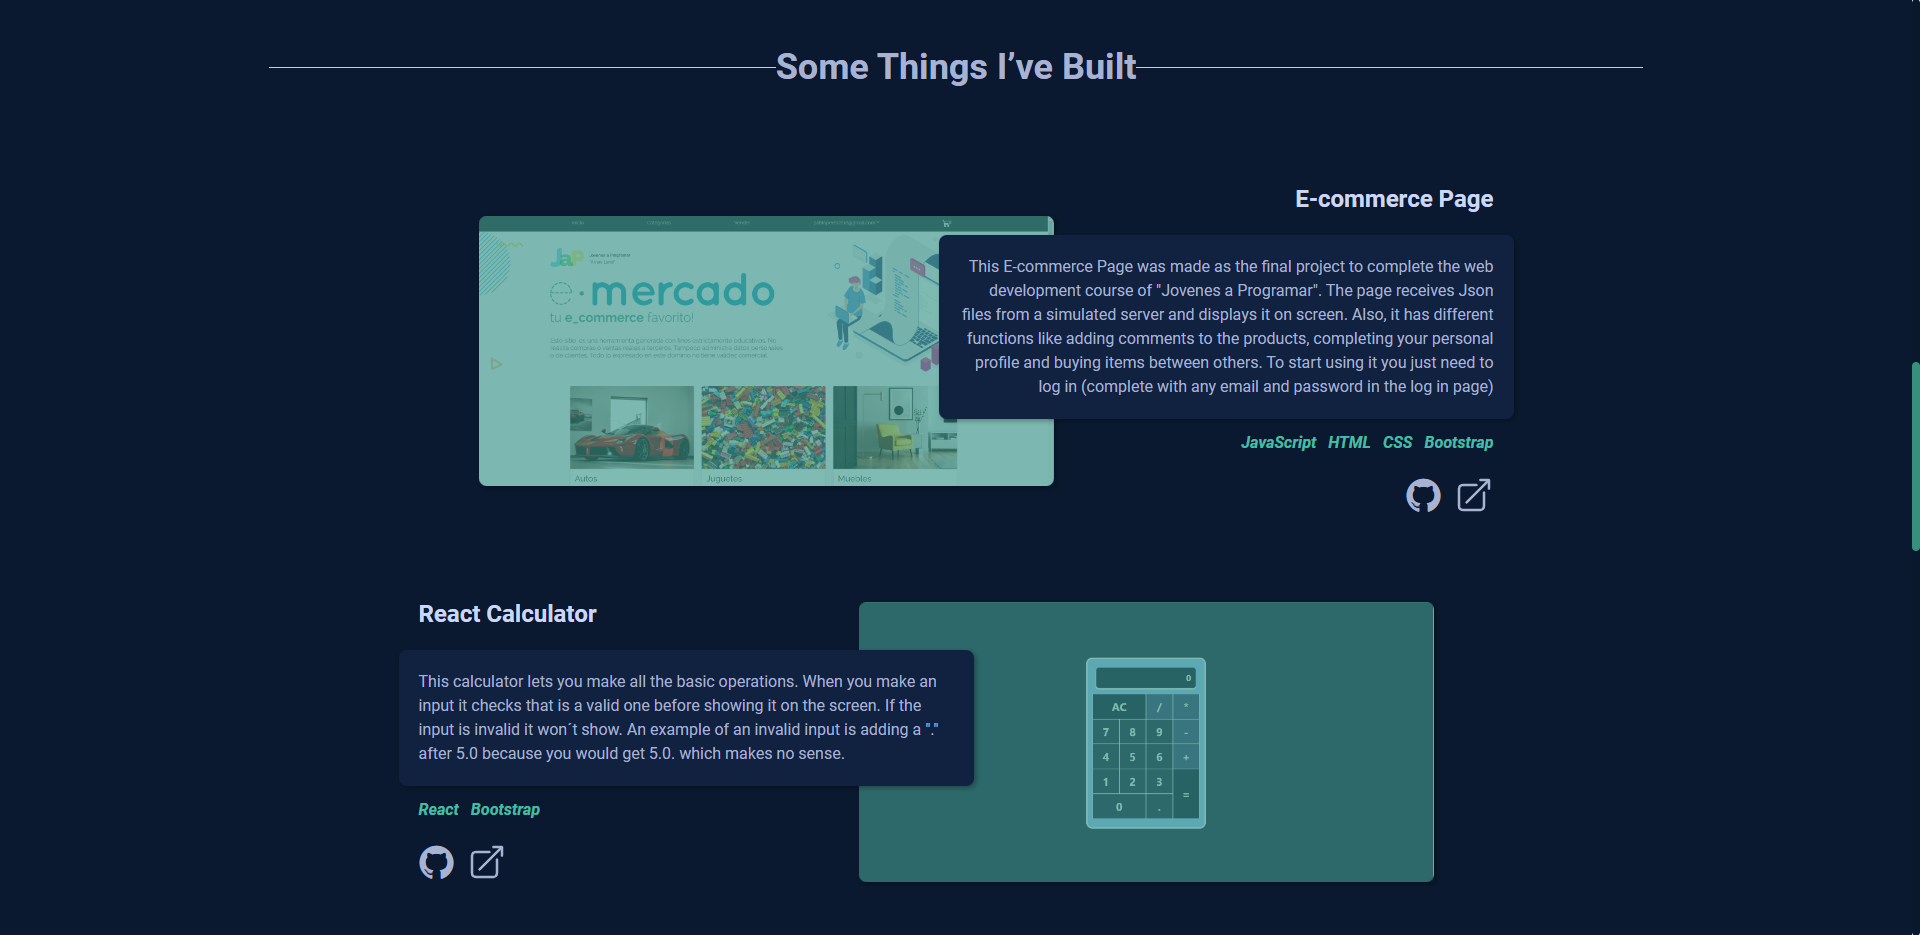 Some Things I’ve Built
E-commerce Page
Inicio
Categorías
Vender
JaP
Jovenes a Programar
e·mercado
tu e_commerce favorito!
Autos
Juguetes
Muebles
This E-commerce Page was made as the final project to complete the web
development course of "Jovenes a Programar". The page receives Json
files from a simulated server and displays it on screen. Also, it has different
functions like adding comments to the products, completing your personal
profile and buying items between others. To start using it you just need to
log in (complete with any email and password in the log in page)
JavaScript HTML CSS Bootstrap
React Calculator
This calculator lets you make all the basic operations. When you make an
input it checks that is a valid one before showing it on the screen. If the
input is invalid it won´t show. An example of an invalid input is adding a "."
after 5.0 because you would get 5.0. which makes no sense.
React Bootstrap
0
AC / *
7 8 9 -
4 5 6 +
1 2 3
=
0 .